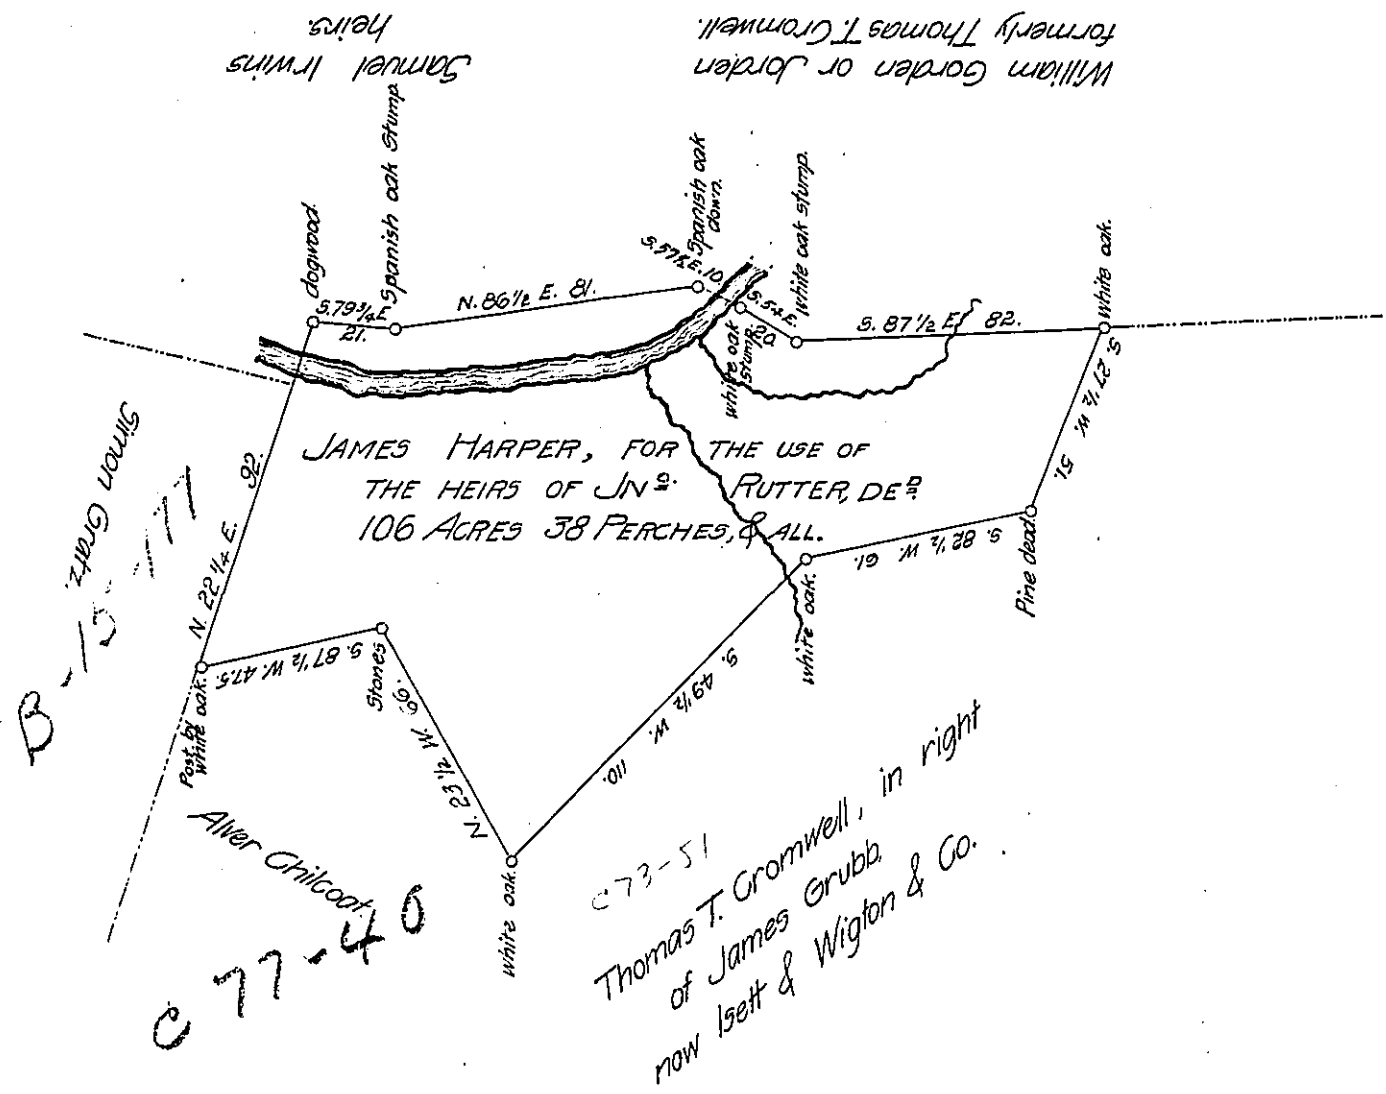 Samuel Irwins
heirs.
William Gorden or Jorden
formerly Thomas T. Cromwell.
dogwood.
Spanish oak Stump.
Spanish oak
down.
white oak stump.
white oak.
S. 79 3/4 E
21.
N. 86 1/2 E. 81.
S. 57 1/2 E. 10.
S. 54 E.
20
white oak
stump.
S. 87 1/2 E. 82.
S. 27 1/2 W. 51.
Pine dead.
S. 82 1/2 W. 61.
white oak.
S. 49 1/2 W. 110.
white oak.
N. 23 1/2 W. 66.
Stones
S. 87 1/2 W. 47.5
Post by
white oak.
N. 22 1/4 E. 92.
JAMES HARPER, FOR THE USE OF
THE HEIRS OF JNO. RUTTER, DED.
106 ACRES 38 PERCHES, & ALL.
Simon Gratz.
B-15-177
Alver Chilcoat.
C 77-40
C73-51
Thomas T. Cromwell, in right
of James Grubb,
now Isett & Wigton & Co.